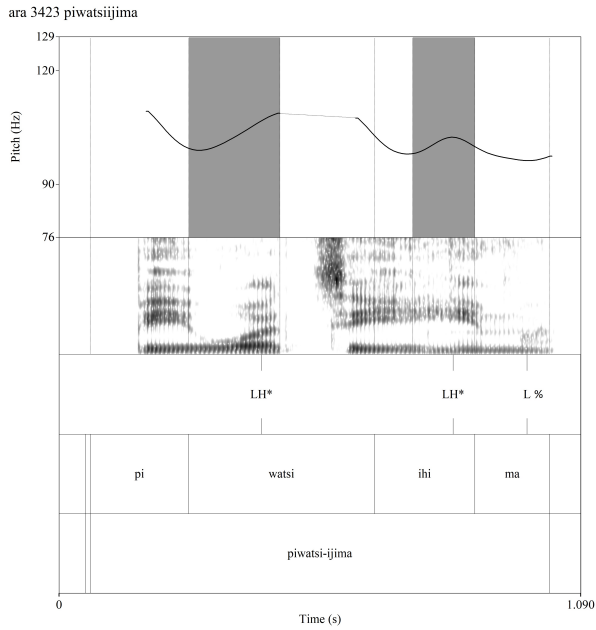 ara 3423 piwatsiijima
129
120
Pitch (Hz)
90
76
LH* LH* L %
pi watsi ihi ma
piwatsi-ijima
0 1.090
Time (s)